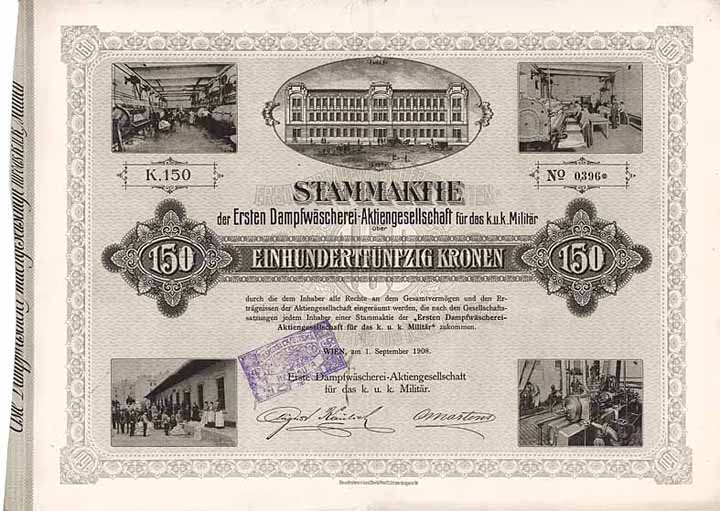 K.150
Nº 0,396
STAMMAKTIE
der Ersten Dampfwäscherei-Aktiengesellschaft für das k.u.k. Militär
über
150 EINHUNDERTFÜNFZIG KRONEN 150
durch die dem Inhaber alle Rechte an dem Gesamtvermögen und den Er-
trägnissen der Aktiengesellschaft eingeräumt werden, die nach den Gesellschafts-
satzungen jedem Inhaber einer Stammaktie der „Ersten Dampfwäscherei-
Aktiengesellschaft für das k. u. k. Militär" zukommen.
WIEN, am 1. September 1908.
Erste Dampfwäscherei-Aktiengesellschaft
für das k. u. k. Militär.